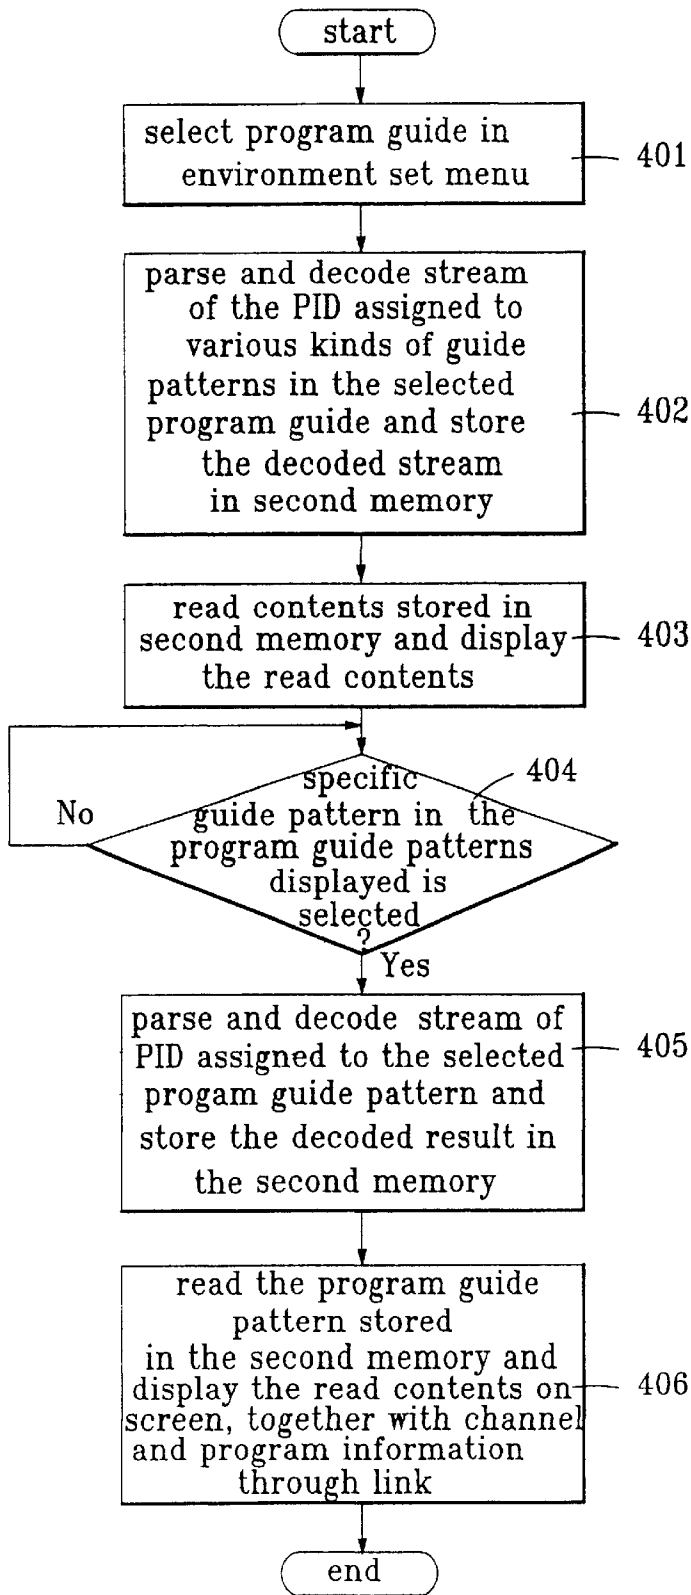 start
select program guide in
environment set menu
401
parse and decode stream
of the PID assigned to
various kinds of guide
patterns in the selected
program guide and store
the decoded stream
in second memory
402
read contents stored in
second memory and display
the read contents
403
specific
guide pattern in the
program guide patterns
displayed is
selected
?
404
No
Yes
parse and decode stream of
PID assigned to the selected
progam guide pattern and
store the decoded result in
the second memory
405
read the program guide
pattern stored
in the second memory and
display the read contents on
screen, together with channel
and program information
through link
406
end